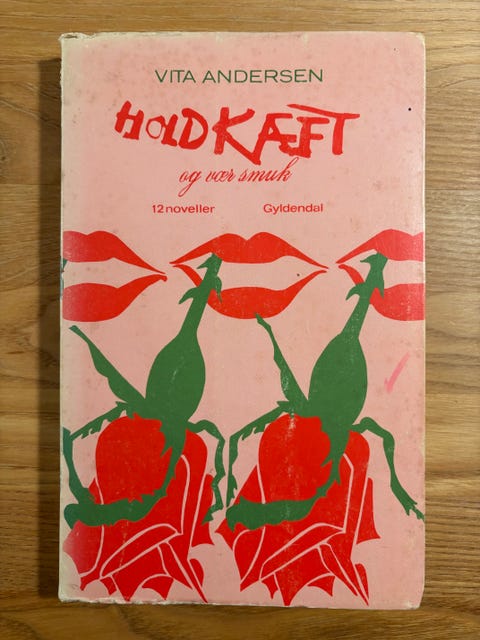 VITA ANDERSEN
HOLD KÆFT
og vær smuk
12 noveller Gyldendal